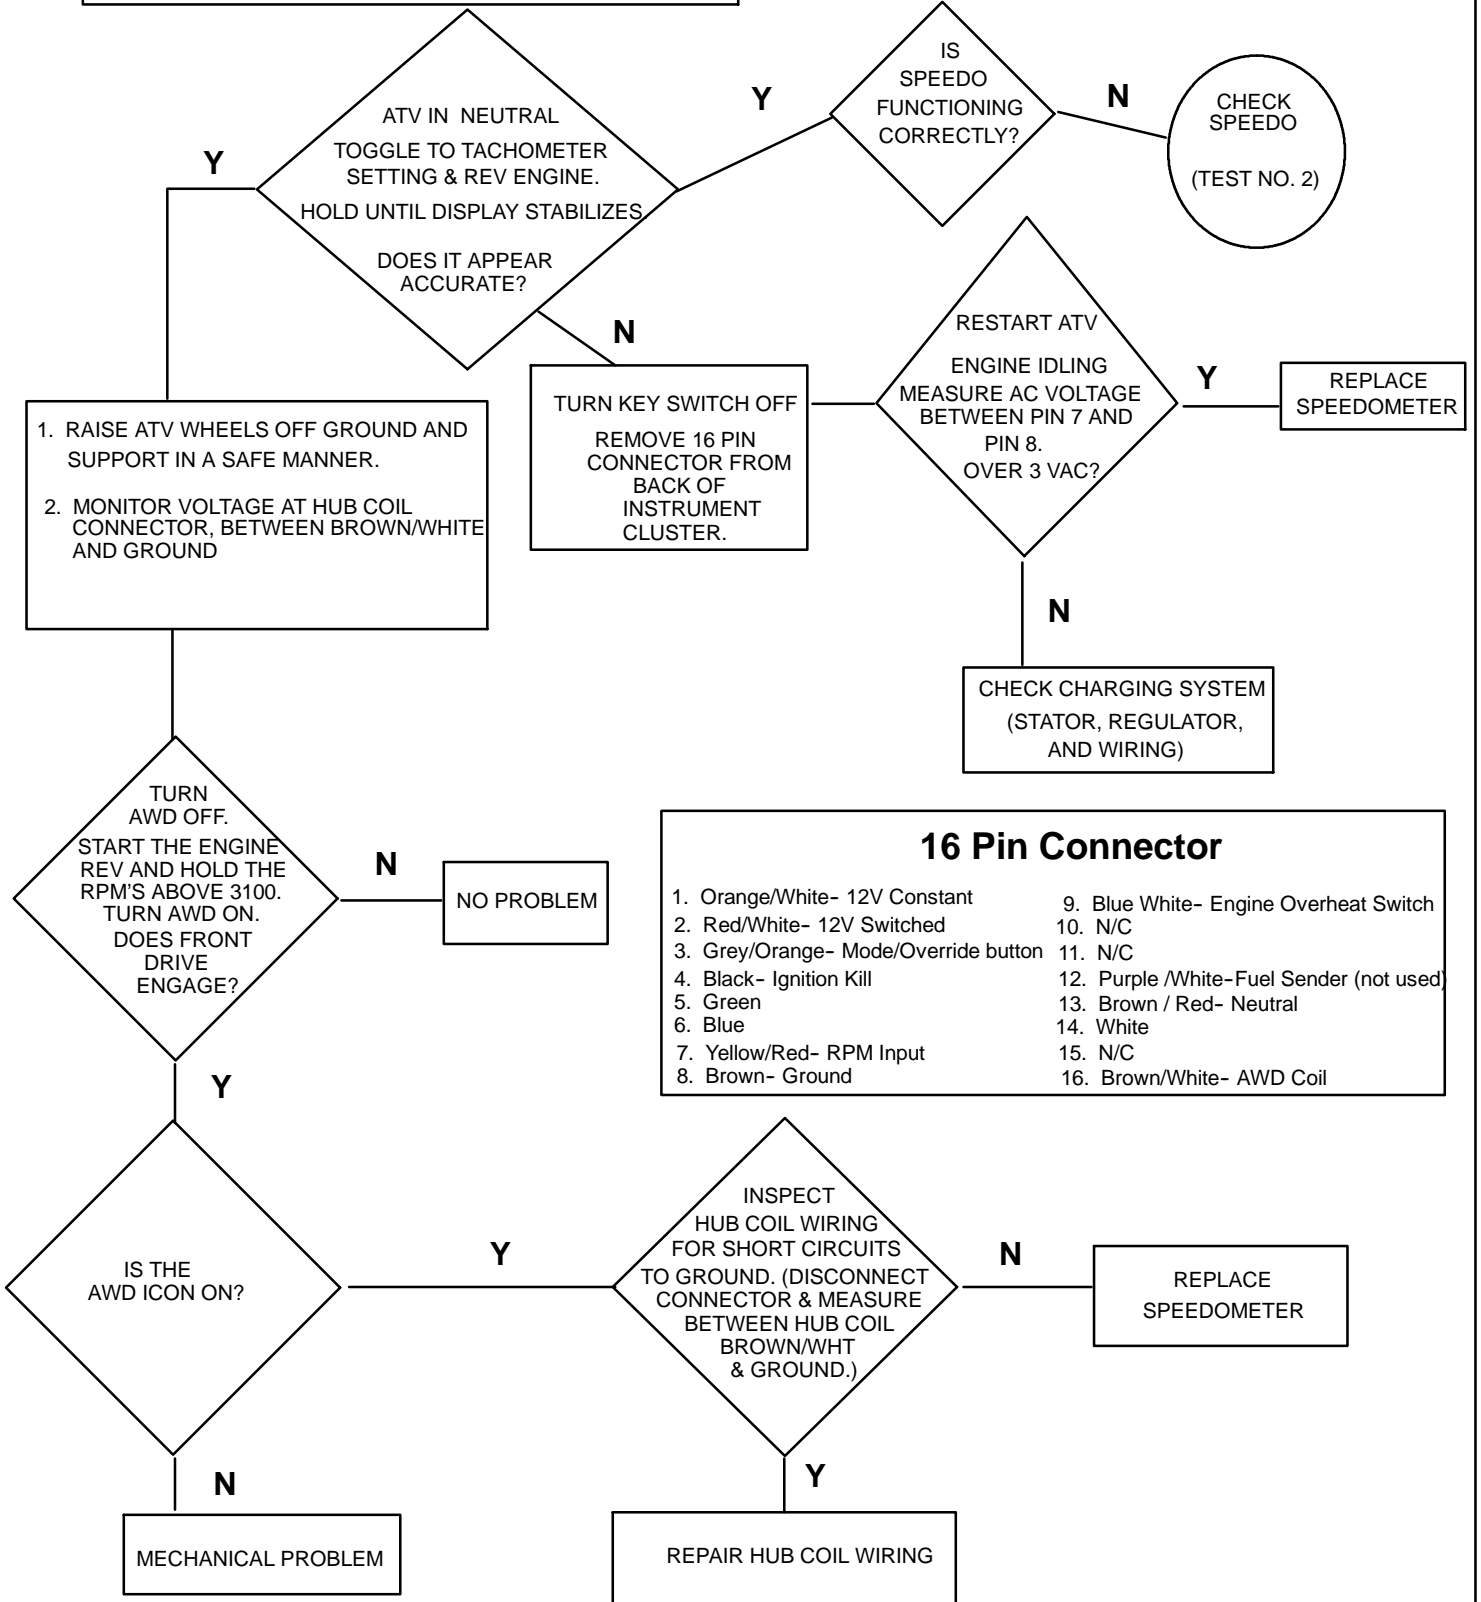 ATV IN NEUTRAL
TOGGLE TO TACHOMETER
SETTING & REV ENGINE.
HOLD UNTIL DISPLAY STABILIZES.
DOES IT APPEAR
ACCURATE?
Y
Y
IS
SPEEDO
FUNCTIONING
CORRECTLY?
N
CHECK
SPEEDO
(TEST NO. 2)
N
TURN KEY SWITCH OFF
REMOVE 16 PIN
CONNECTOR FROM
BACK OF
INSTRUMENT
CLUSTER.
RESTART ATV
ENGINE IDLING
MEASURE AC VOLTAGE
BETWEEN PIN 7 AND
PIN 8.
OVER 3 VAC?
Y
REPLACE
SPEEDOMETER
N
CHECK CHARGING SYSTEM
(STATOR, REGULATOR,
AND WIRING)
1. RAISE ATV WHEELS OFF GROUND AND
SUPPORT IN A SAFE MANNER.
2. MONITOR VOLTAGE AT HUB COIL
CONNECTOR, BETWEEN BROWN/WHITE
AND GROUND
TURN
AWD OFF.
START THE ENGINE
REV AND HOLD THE
RPM'S ABOVE 3100.
TURN AWD ON.
DOES FRONT
DRIVE
ENGAGE?
N
NO PROBLEM
Y
16 Pin Connector
1. Orange/White- 12V Constant
2. Red/White- 12V Switched
3. Grey/Orange- Mode/Override button
4. Black- Ignition Kill
5. Green
6. Blue
7. Yellow/Red- RPM Input
8. Brown- Ground
9. Blue White- Engine Overheat Switch
10. N/C
11. N/C
12. Purple /White-Fuel Sender (not used)
13. Brown / Red- Neutral
14. White
15. N/C
16. Brown/White- AWD Coil
IS THE
AWD ICON ON?
Y
INSPECT
HUB COIL WIRING
FOR SHORT CIRCUITS
TO GROUND. (DISCONNECT
CONNECTOR & MEASURE
BETWEEN HUB COIL
BROWN/WHT
& GROUND.)
N
REPLACE
SPEEDOMETER
N
MECHANICAL PROBLEM
Y
REPAIR HUB COIL WIRING